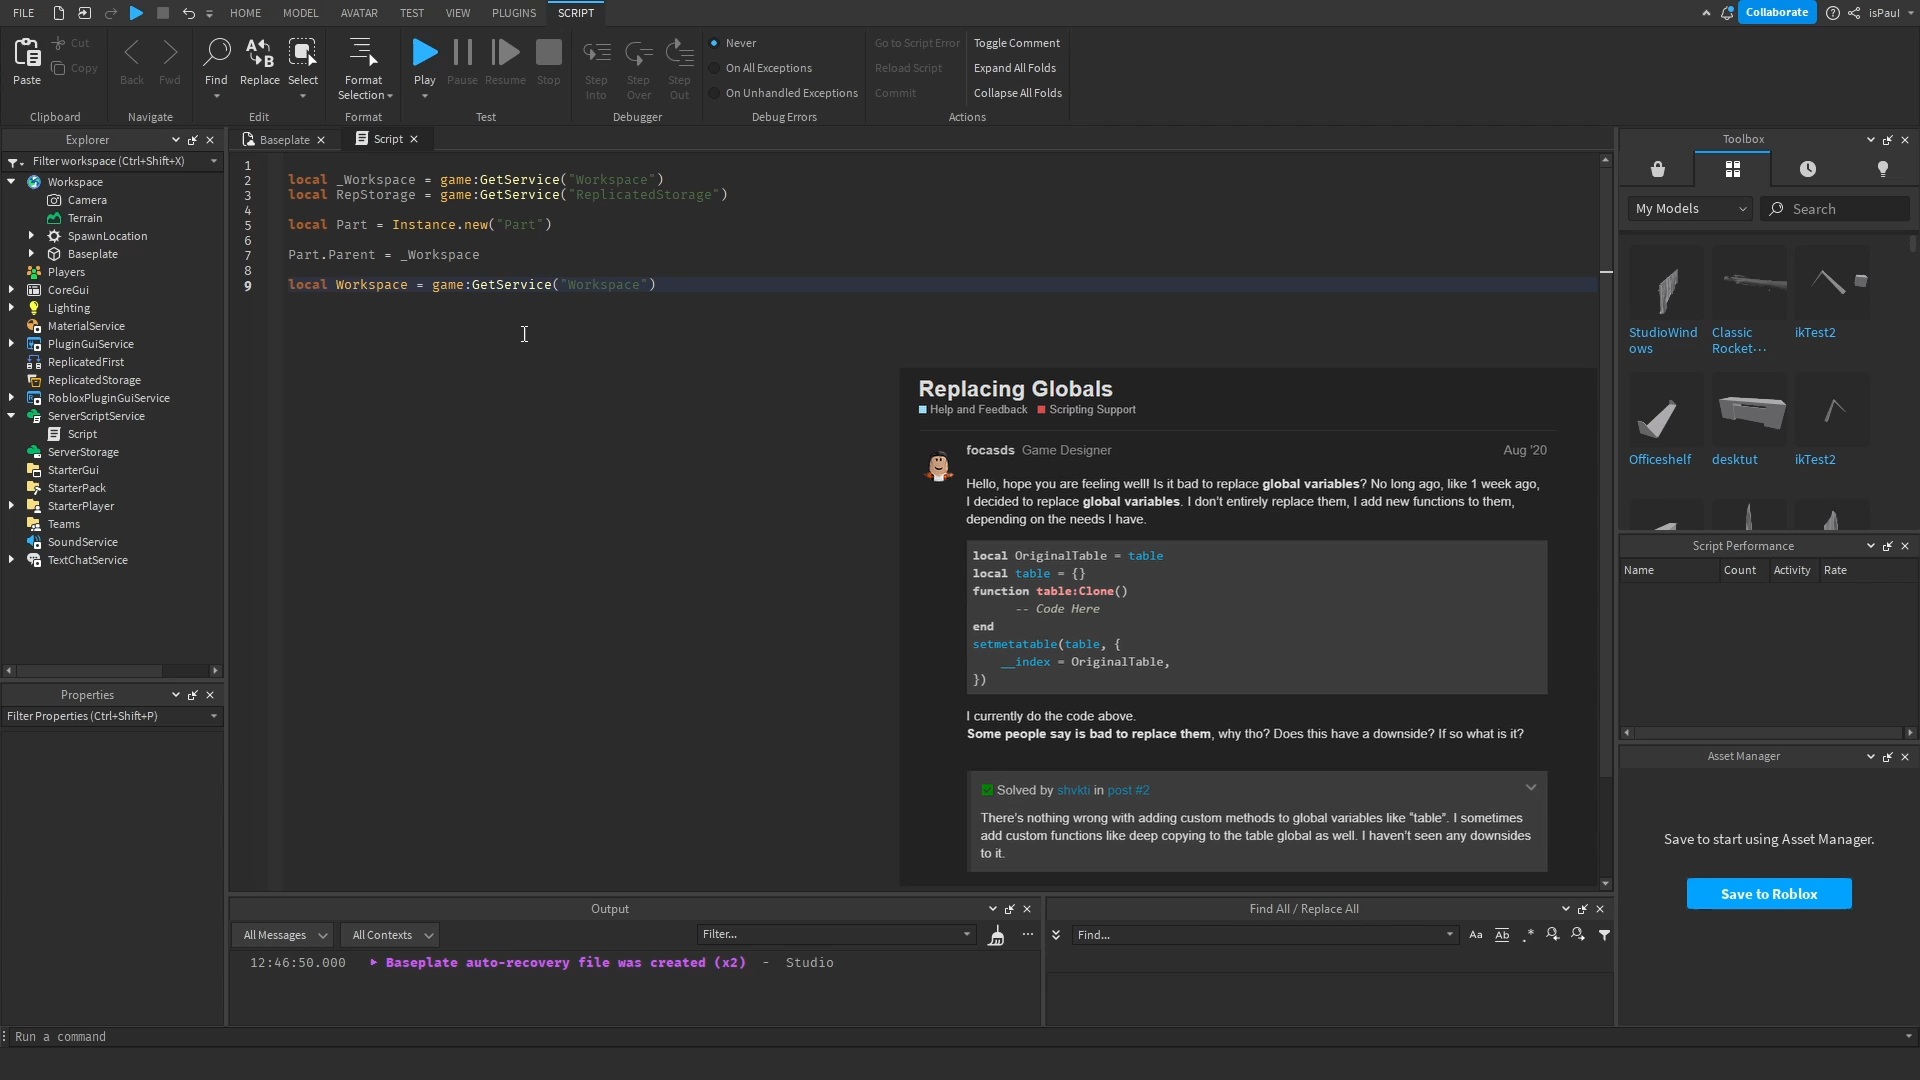 FILE HOME MODEL AVATAR TEST VIEW PLUGINS SCRIPT Collaborate isPaul
Paste Cut Copy
Clipboard
Back Fwd
Navigate
Find Replace Select
Edit
Format
Selection
Format
Play Pause Resume Stop
Test
Step Into Step Over Step Out
Debugger
Never
On All Exceptions
On Unhandled Exceptions
Debug Errors
Go to Script Error Toggle Comment
Reload Script Expand All Folds
Commit Collapse All Folds
Actions
Explorer
Filter workspace (Ctrl+Shift+X)
Workspace
Camera
Terrain
SpawnLocation
Baseplate
Players
CoreGui
Lighting
MaterialService
PluginGuiService
ReplicatedFirst
ReplicatedStorage
RobloxPluginGuiService
ServerScriptService
Script
ServerStorage
StarterGui
StarterPack
StarterPlayer
Teams
SoundService
TextChatService
Properties
Filter Properties (Ctrl+Shift+P)
Baseplate Script
1
2 local _Workspace = game:GetService("Workspace")
3 local RepStorage = game:GetService("ReplicatedStorage")
4
5 local Part = Instance.new("Part")
6
7 Part.Parent = _Workspace
8
9 local Workspace = game:GetService("Workspace")
Replacing Globals
Help and Feedback Scripting Support
focasds Game Designer Aug '20
Hello, hope you are feeling well! Is it bad to replace global variables? No long ago, like 1 week ago,
I decided to replace global variables. I don't entirely replace them, I add new functions to them,
depending on the needs I have.
local OriginalTable = table
local table = {}
function table:Clone()
-- Code Here
end
setmetatable(table, {
__index = OriginalTable,
})
I currently do the code above.
Some people say is bad to replace them, why tho? Does this have a downside? If so what is it?
Solved by shvkti in post #2
There's nothing wrong with adding custom methods to global variables like "table". I sometimes
add custom functions like deep copying to the table global as well. I haven't seen any downsides
to it.
Output
All Messages All Contexts Filter...
12:46:50.000 Baseplate auto-recovery file was created (x2) - Studio
Find All / Replace All
Find... Aa Ab .*
Toolbox
My Models Search
StudioWind
ows
Classic
Rocket...
ikTest2
Officeshelf desktut ikTest2
Script Performance
Name Count Activity Rate
Asset Manager
Save to start using Asset Manager.
Save to Roblox
Run a command